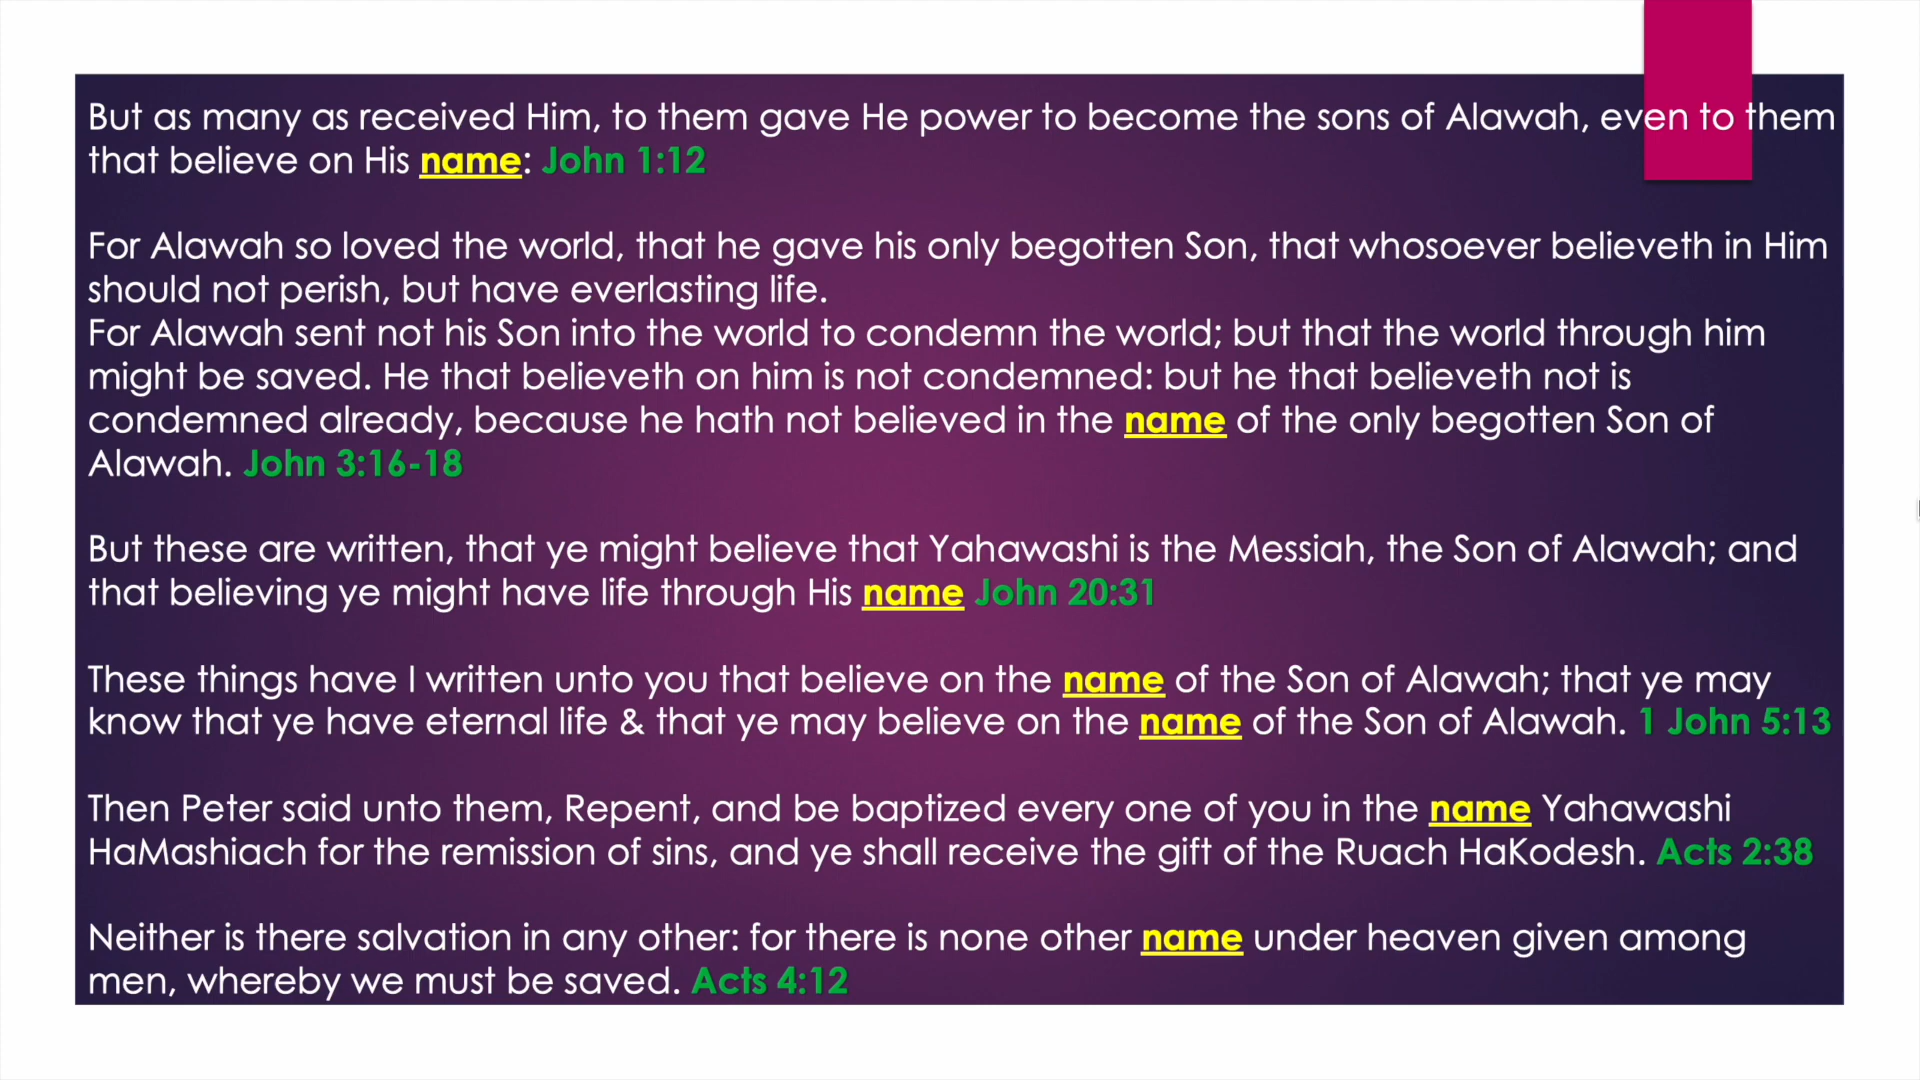 But as many as received Him, to them gave He power to become the sons of Alawah, even to them
that believe on His name: John 1:12
For Alawah so loved the world, that he gave his only begotten Son, that whosoever believeth in Him
should not perish, but have everlasting life.
For Alawah sent not his Son into the world to condemn the world; but that the world through him
might be saved. He that believeth on him is not condemned: but he that believeth not is
condemned already, because he hath not believed in the name of the only begotten Son of
Alawah. John 3:16-18
But these are written, that ye might believe that Yahawashi is the Messiah, the Son of Alawah; and
that believing ye might have life through His name John 20:31
These things have I written unto you that believe on the name of the Son of Alawah; that ye may
know that ye have eternal life & that ye may believe on the name of the Son of Alawah. 1 John 5:13
Then Peter said unto them, Repent, and be baptized every one of you in the name Yahawashi
HaMashiach for the remission of sins, and ye shall receive the gift of the Ruach HaKodesh. Acts 2:38
Neither is there salvation in any other: for there is none other name under heaven given among
men, whereby we must be saved. Acts 4:12